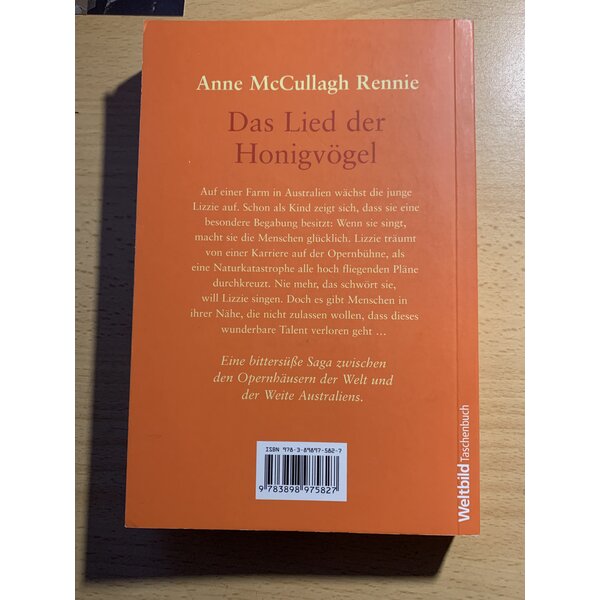 Anne McCullagh Rennie
Das Lied der
Honigvögel
Auf einer Farm in Australien wächst die junge
Lizzie auf. Schon als Kind zeigt sich, dass sie eine
besondere Begabung besitzt: Wenn sie singt,
macht sie die Menschen glücklich. Lizzie träumt
von einer Karriere auf der Opernbühne, als
eine Naturkatastrophe alle hoch fliegenden Pläne
durchkreuzt. Nie mehr, das schwört sie,
will Lizzie singen. Doch es gibt Menschen in
ihrer Nähe, die nicht zulassen wollen, dass dieses
wunderbare Talent verloren geht ...
Eine bittersüße Saga zwischen
den Opernhäusern der Welt und
der Weite Australiens.
ISBN 978-3-89897-582-7
9 783898 975827
Weltbild Taschenbuch